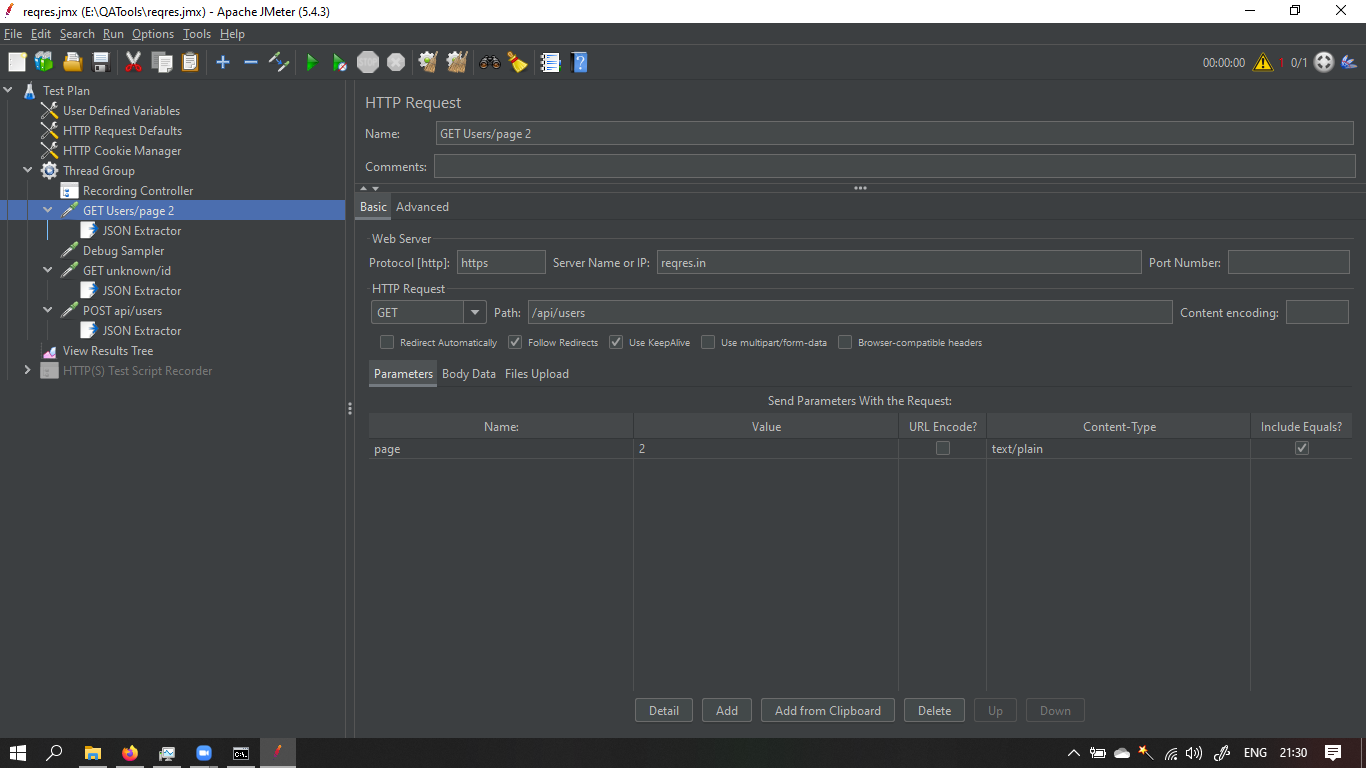 reqres.jmx (E:\QATools\reqres.jmx) - Apache JMeter (5.4.3)
File Edit Search Run Options Tools Help
STOP 00:00:00 1 0/1
Test Plan
User Defined Variables
HTTP Request Defaults
HTTP Cookie Manager
Thread Group
Recording Controller
GET Users/page 2
JSON Extractor
Debug Sampler
GET unknown/id
JSON Extractor
POST api/users
JSON Extractor
View Results Tree
HTTP(S) Test Script Recorder
HTTP Request
Name: GET Users/page 2
Comments:
Basic Advanced
Web Server
Protocol [http]: https Server Name or IP: reqres.in Port Number:
HTTP Request
GET Path: /api/users Content encoding:
Redirect Automatically Follow Redirects Use KeepAlive Use multipart/form-data Browser-compatible headers
Parameters Body Data Files Upload
Send Parameters With the Request:
Name: Value URL Encode? Content-Type Include Equals?
page 2 text/plain
Detail Add Add from Clipboard Delete Up Down
ENG 21:30